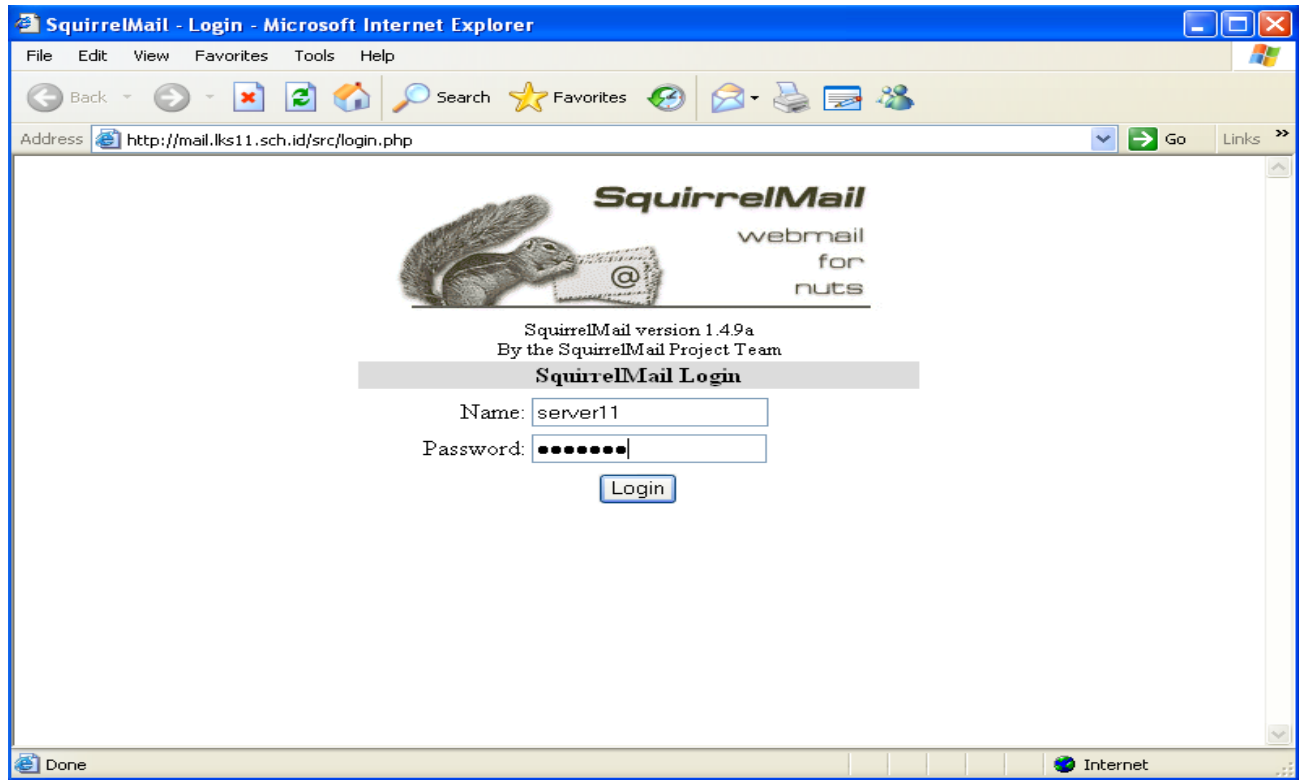 SquirrelMail - Login - Microsoft Internet Explorer
File Edit View Favorites Tools Help
Back Search Favorites
Address http://mail.lks11.sch.id/src/login.php Go Links »
SquirrelMail
webmail
for
nuts
@
SquirrelMail version 1.4.9a
By the SquirrelMail Project Team
SquirrelMail Login
Name: server11
Password: •••••••
Login
Done Internet